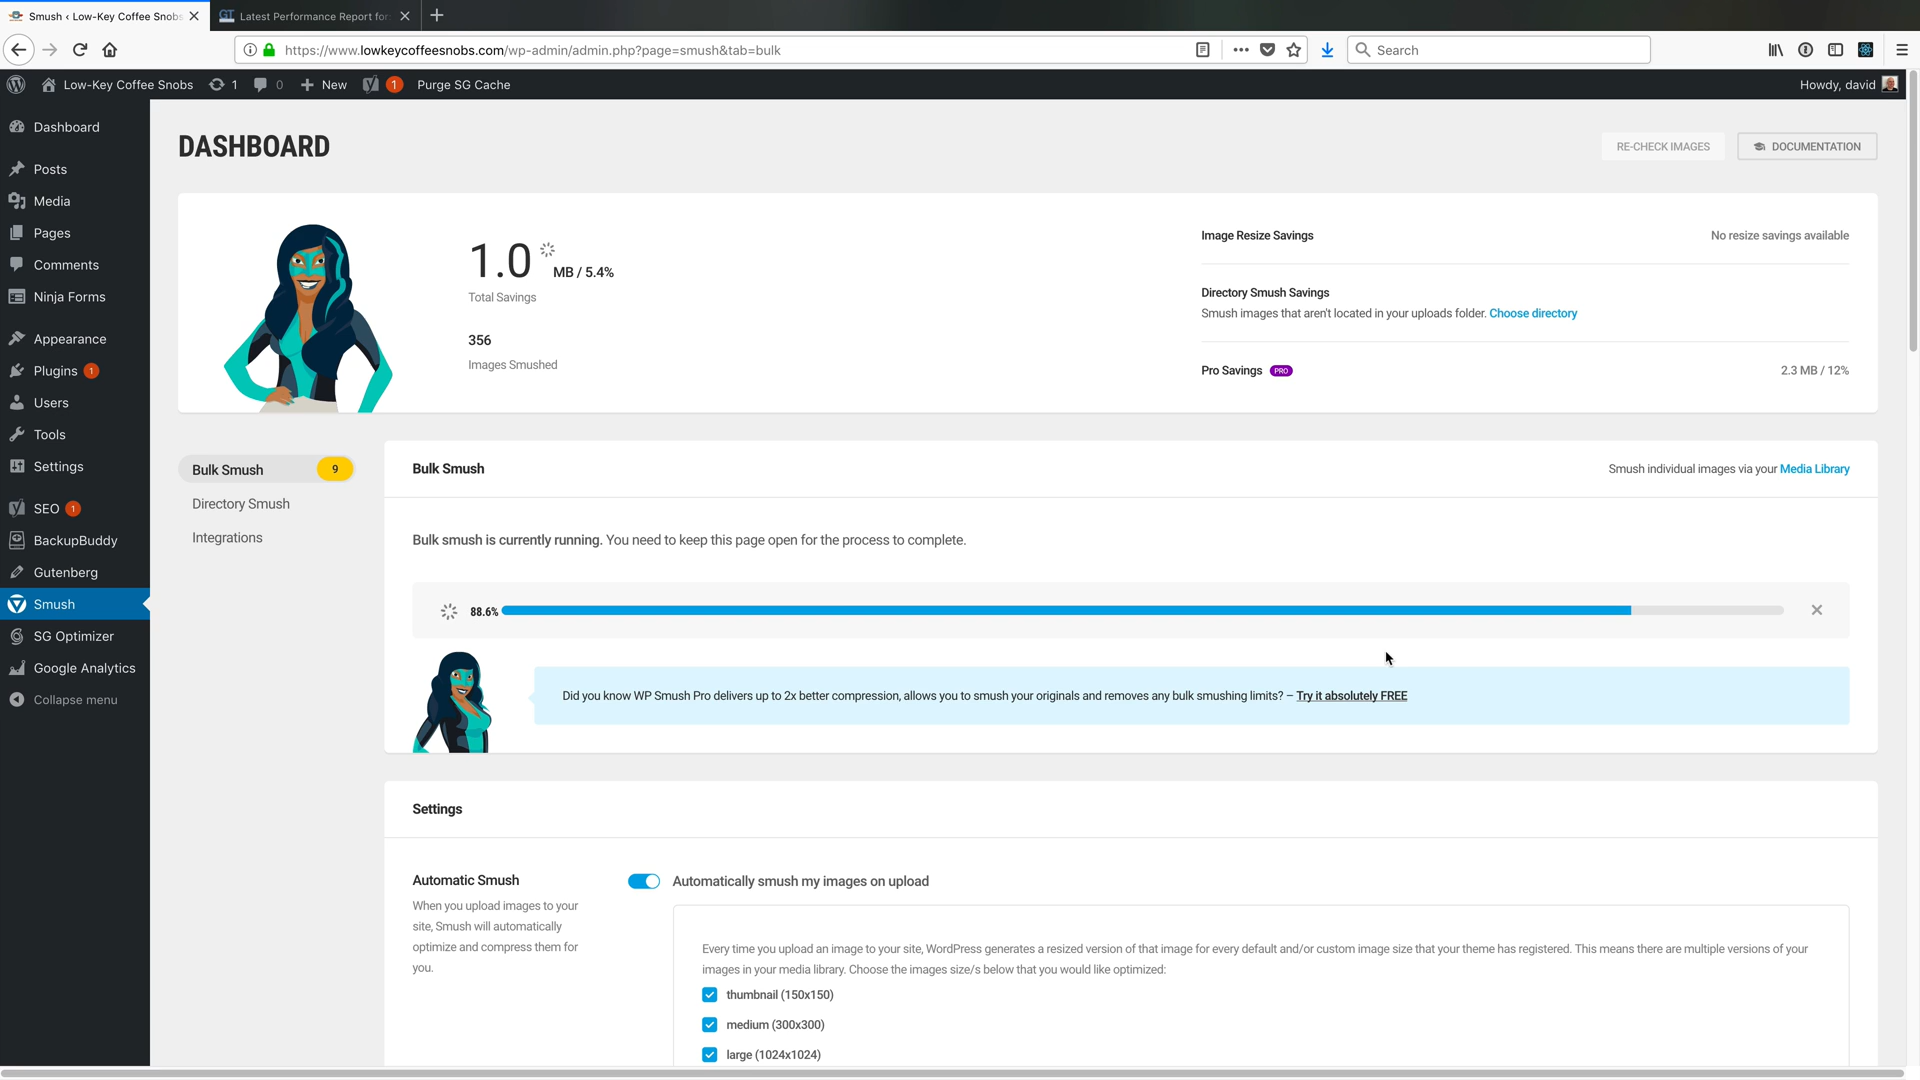 Smush ‹ Low-Key Coffee Snobs
Latest Performance Report for
https://www.lowkeycoffeesnobs.com/wp-admin/admin.php?page=smush&tab=bulk
Search
Low-Key Coffee Snobs
1
0
New
1
Purge SG Cache
Howdy, david
Dashboard
Posts
Media
Pages
Comments
Ninja Forms
Appearance
Plugins 1
Users
Tools
Settings
SEO 1
BackupBuddy
Gutenberg
Smush
SG Optimizer
Google Analytics
Collapse menu
DASHBOARD
RE-CHECK IMAGES
DOCUMENTATION
1.0 MB / 5.4%
Total Savings
356
Images Smushed
Image Resize Savings
No resize savings available
Directory Smush Savings
Smush images that aren't located in your uploads folder. Choose directory
Pro Savings PRO
2.3 MB / 12%
Bulk Smush 9
Directory Smush
Integrations
Bulk Smush
Smush individual images via your Media Library
Bulk smush is currently running. You need to keep this page open for the process to complete.
88.6%
Did you know WP Smush Pro delivers up to 2x better compression, allows you to smush your originals and removes any bulk smushing limits? – Try it absolutely FREE
Settings
Automatic Smush
When you upload images to your
site, Smush will automatically
optimize and compress them for
you.
Automatically smush my images on upload
Every time you upload an image to your site, WordPress generates a resized version of that image for every default and/or custom image size that your theme has registered. This means there are multiple versions of your
images in your media library. Choose the images size/s below that you would like optimized:
thumbnail (150x150)
medium (300x300)
large (1024x1024)